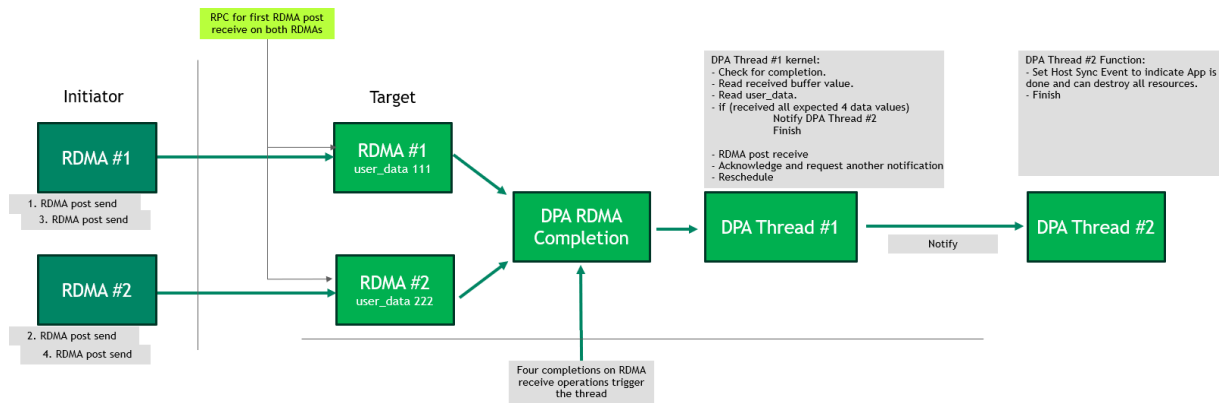 RPC for first RDMA post
receive on both RDMAs
Initiator
Target
RDMA #1
1. RDMA post send
3. RDMA post send
RDMA #2
2. RDMA post send
4. RDMA post send
RDMA #1
user_data 111
RDMA #2
user_data 222
DPA RDMA
Completion
Four completions on RDMA
receive operations trigger
the thread
DPA Thread #1 kernel:
- Check for completion.
- Read received buffer value.
- Read user_data.
- if (received all expected 4 data values)
Notify DPA Thread #2
Finish
- RDMA post receive
- Acknowledge and request another notification
- Reschedule
DPA Thread #1
Notify
DPA Thread #2 Function:
- Set Host Sync Event to indicate App is
done and can destroy all resources.
- Finish
DPA Thread #2